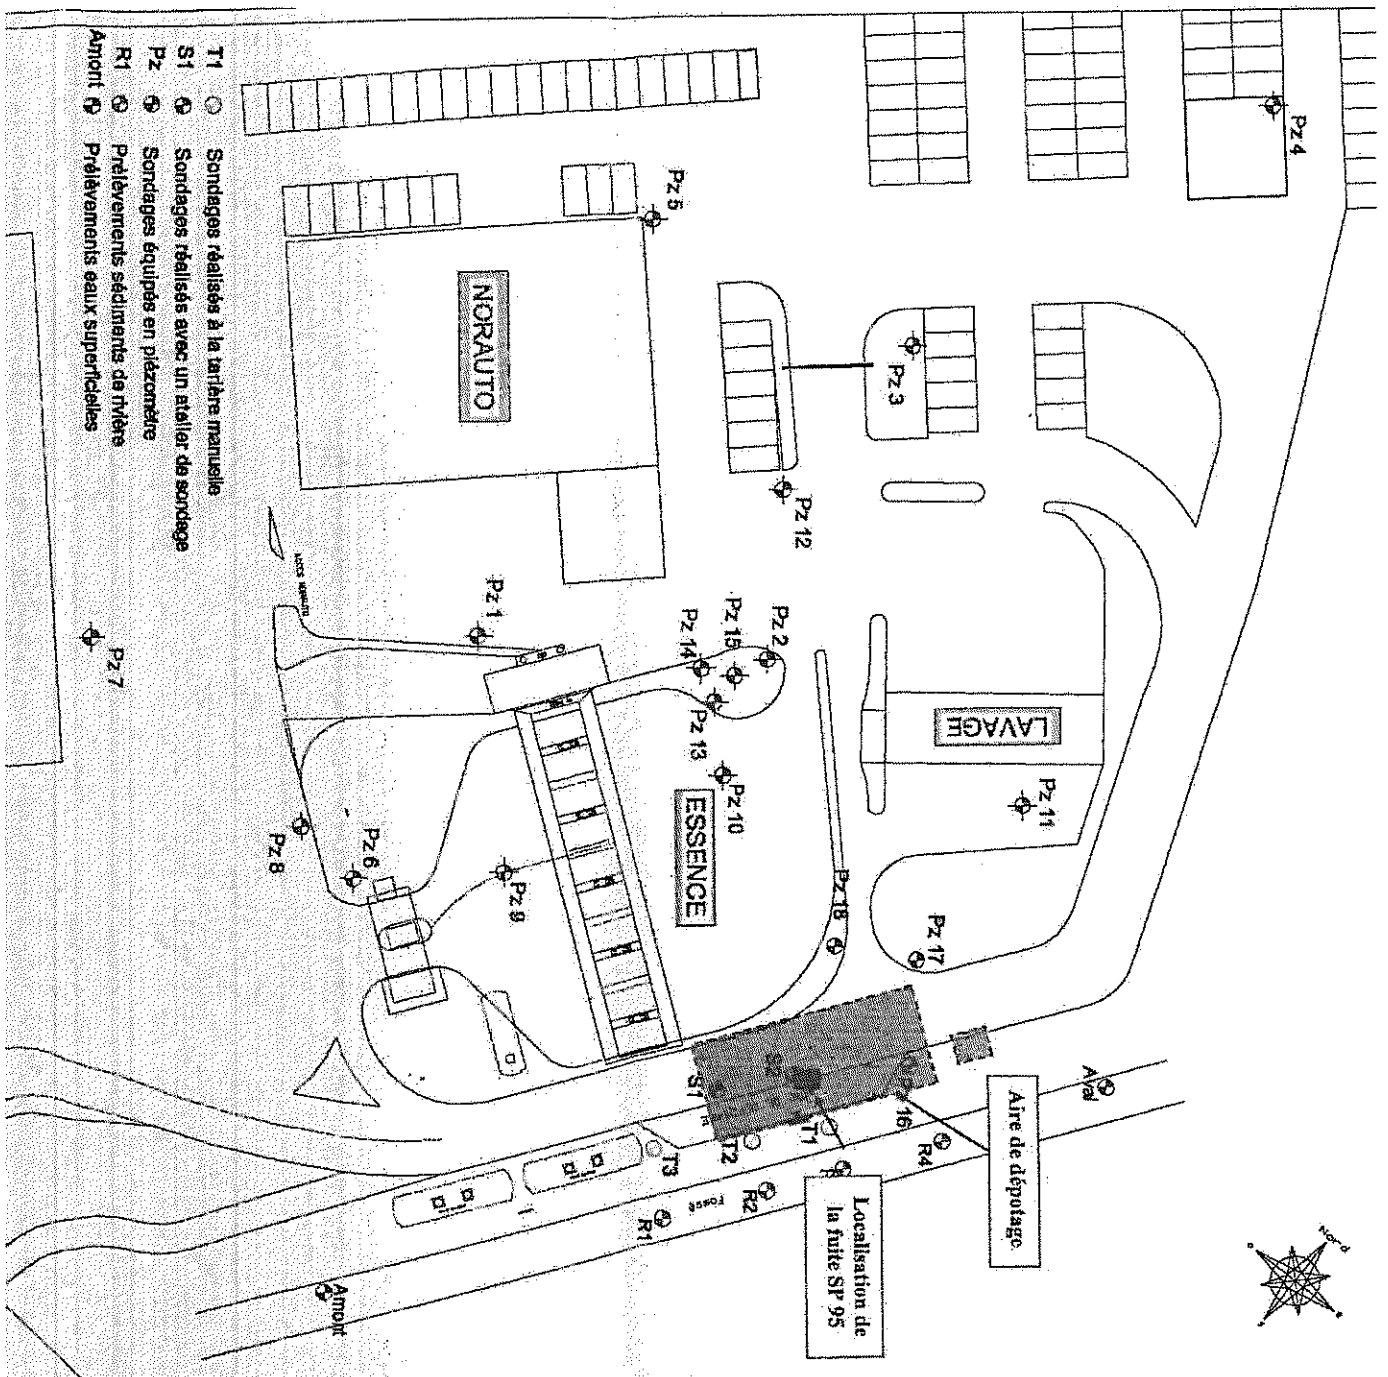 T1 Sondages réalisés à la tarière manuelle
S1 Sondages réalisés avec un atelier de sondage
Pz Sondages équipés en piézomètre
R1 Prélèvements sédiments de rivière
Amont Prélèvements eaux superficielles
Pz 4
Pz 5
NORAUTO
Pz 3
Pz 12
ACCES NORAUTO
Pz 1
Pz 2
Pz 15
Pz 14
Pz 13
Pz 10
LAVAGE
Pz 11
Pz 7
ESSENCE
Pz 8
Pz 6
Pz 9
Pz 18
Pz 17
S2
S1
16
T1
T2
T3
Aval
R4
R2
R1
Fossé
Amont
Aire de dépotage
Localisation de
la fuite SP 95
NORD